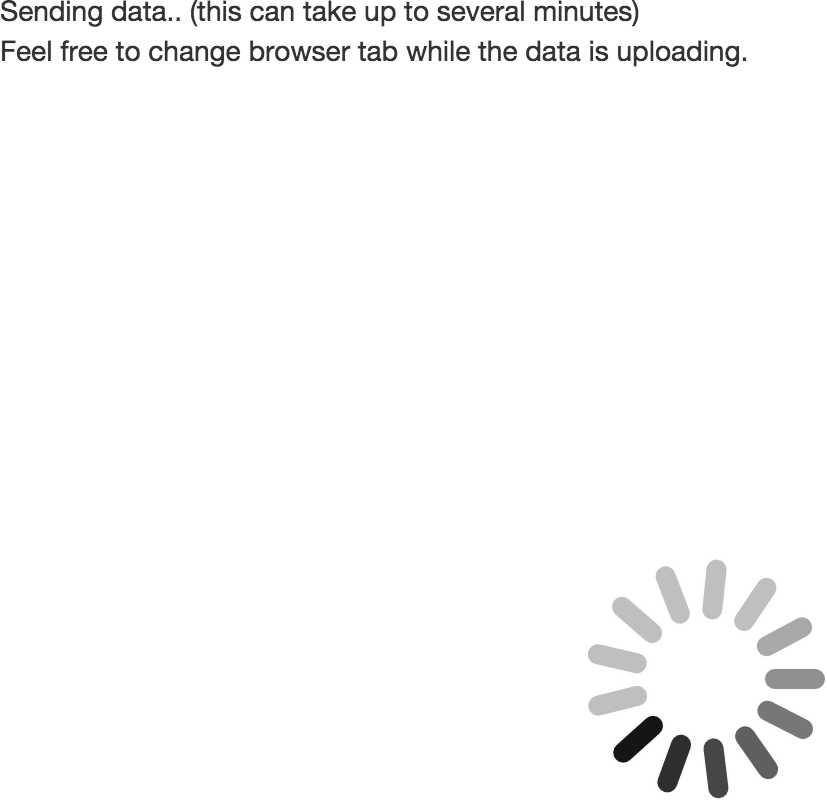 Sending data.. (this can take up to several minutes)
Feel free to change browser tab while the data is uploading.